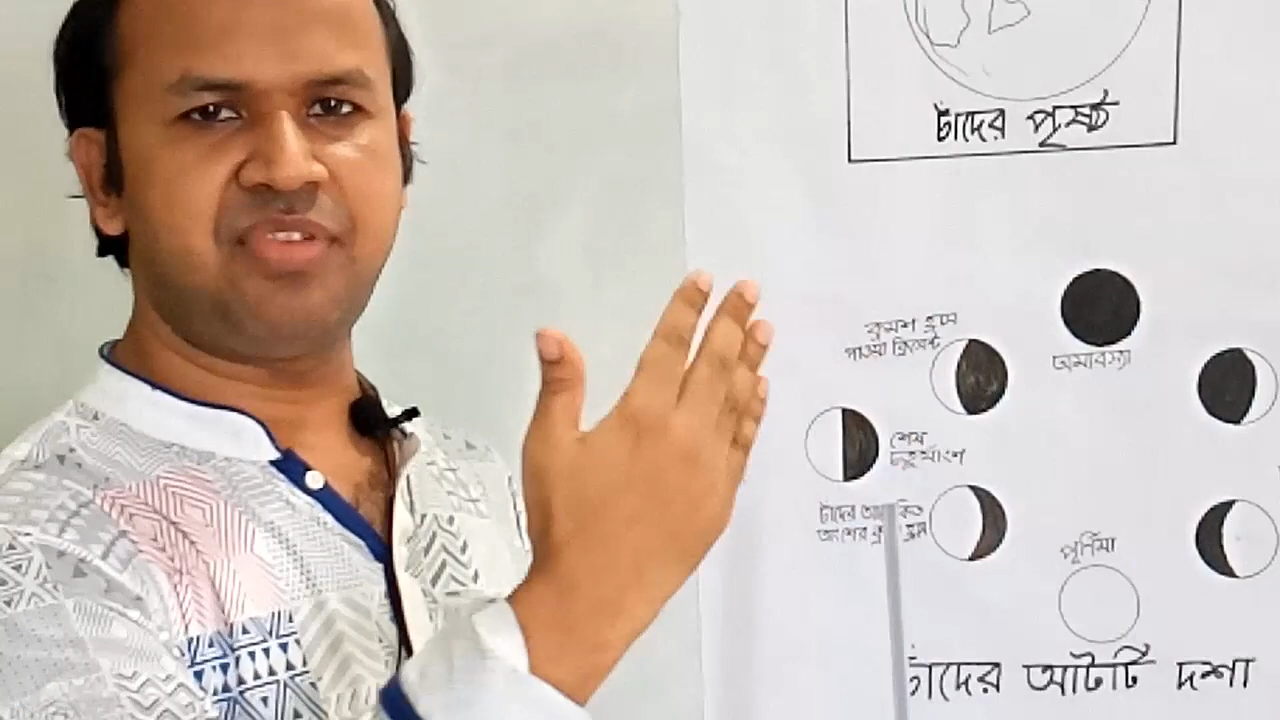 চাঁদের পৃষ্ঠ
অমাবস্যা
ক্রমশ হ্রাস
পাওয়া ক্রিসেন্ট
শেষ
চতুর্থাংশ
চাঁদের
অংশের
পূর্ণিমা
চাঁদের আটটি দশা